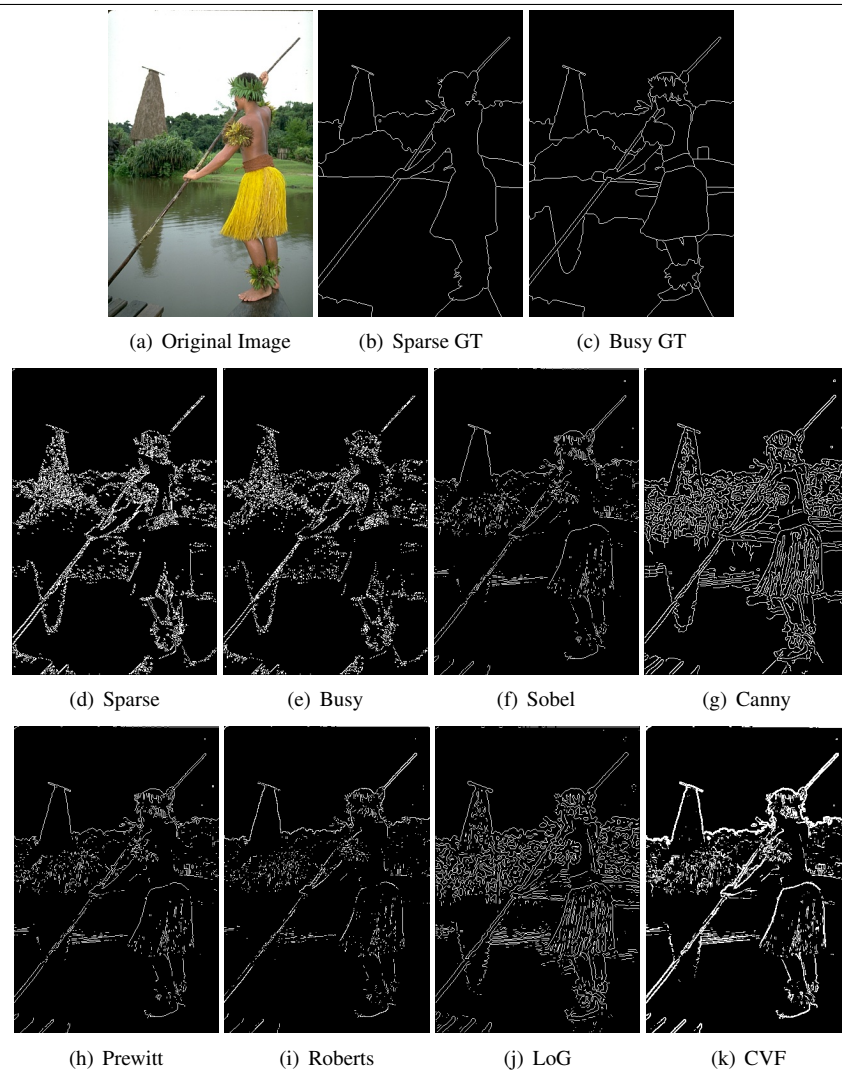 (a) Original Image (b) Sparse GT (c) Busy GT
(d) Sparse (e) Busy (f) Sobel (g) Canny
(h) Prewitt (i) Roberts (j) LoG (k) CVF